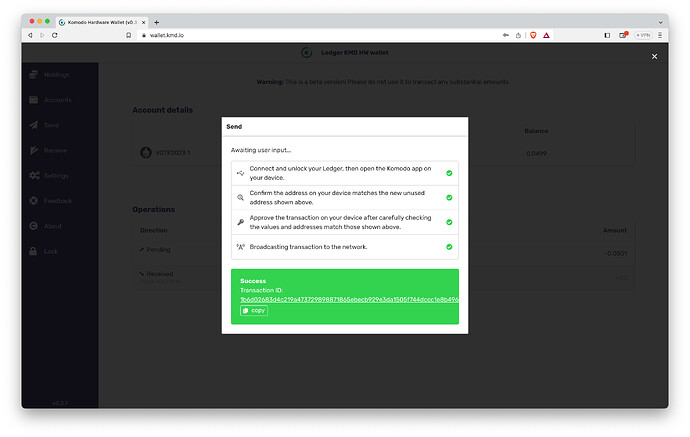 Komodo Hardware Wallet (v0.3
wallet.kmd.io
VPN
Ledger KMD HW wallet
Warning: This is a beta version! Please do not use it to transact any substantial amounts.
Holdings
Accounts
Send
Receive
Settings
Feedback
About
Lock
Account details
Balance
VOTE2023 1
0.0499
Send
Awaiting user input...
Connect and unlock your Ledger, then open the Komodo app on
your device.
Confirm the address on your device matches the new unused
address shown above.
Approve the transaction on your device after carefully checking
the values and addresses match those shown above.
Broadcasting transaction to the network.
Success
Transaction ID:
copy
Operations
Direction
Amount
Pending
-0.0501
Received